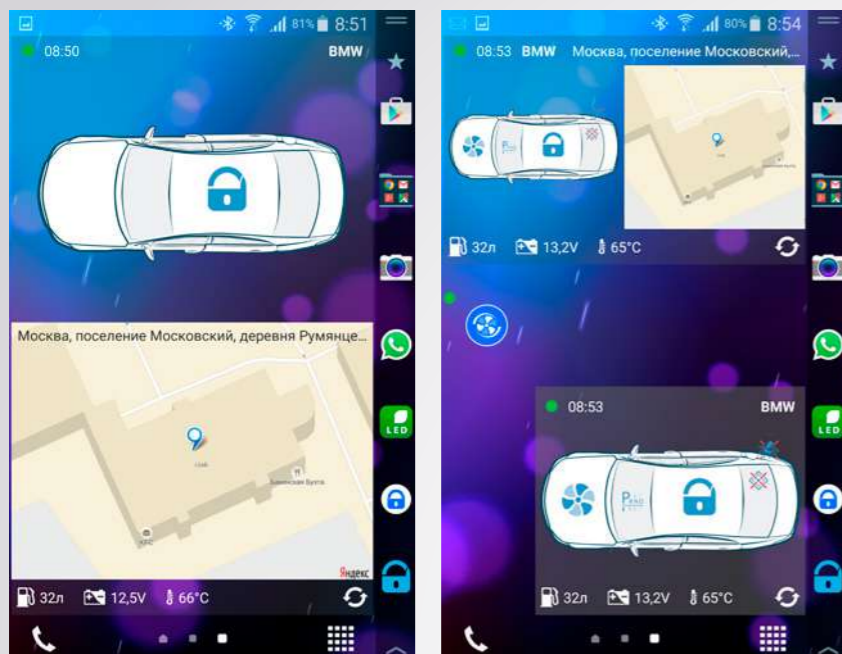 81% 8:51
08:50 BMW
Москва, поселение Московский, деревня Румянце...
Яндекс
32л 12,5V 66°C
LED
80% 8:54
08:53 BMW Москва, поселение Московский,...
32л 13,2V 65°C
LED
08:53 BMW
32л 13,2V 65°C